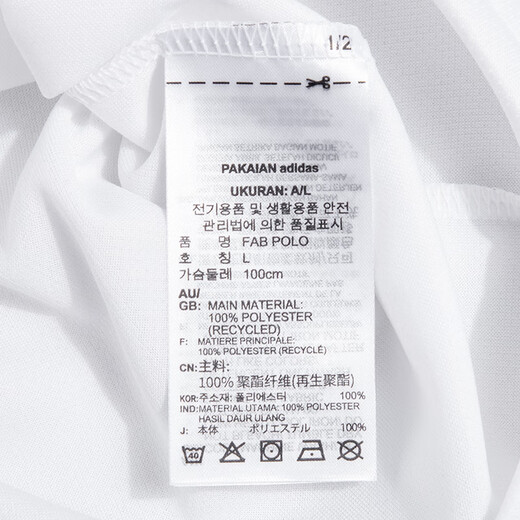 1/2
PAKAIAN adidas
UKURAN: A/L
전기용품 및 생활용품 안전
관리법에 의한 품질표시
품 명 FAB POLO
호 칭 L
가슴둘레 100cm
AU/
GB: MAIN MATERIAL:
100% POLYESTER
(RECYCLED)
F: MATIERE PRINCIPALE:
100% POLYESTER (RECYCLÉ)
CN: 主料:
100% 聚酯纤维(再生聚酯)
KOR: 주소재: 폴리에스터 100%
IND: MATERIAL UTAMA: 100% POLYESTER
HASIL DAUR ULANG
J: 本体 ポリエステル 100%
40